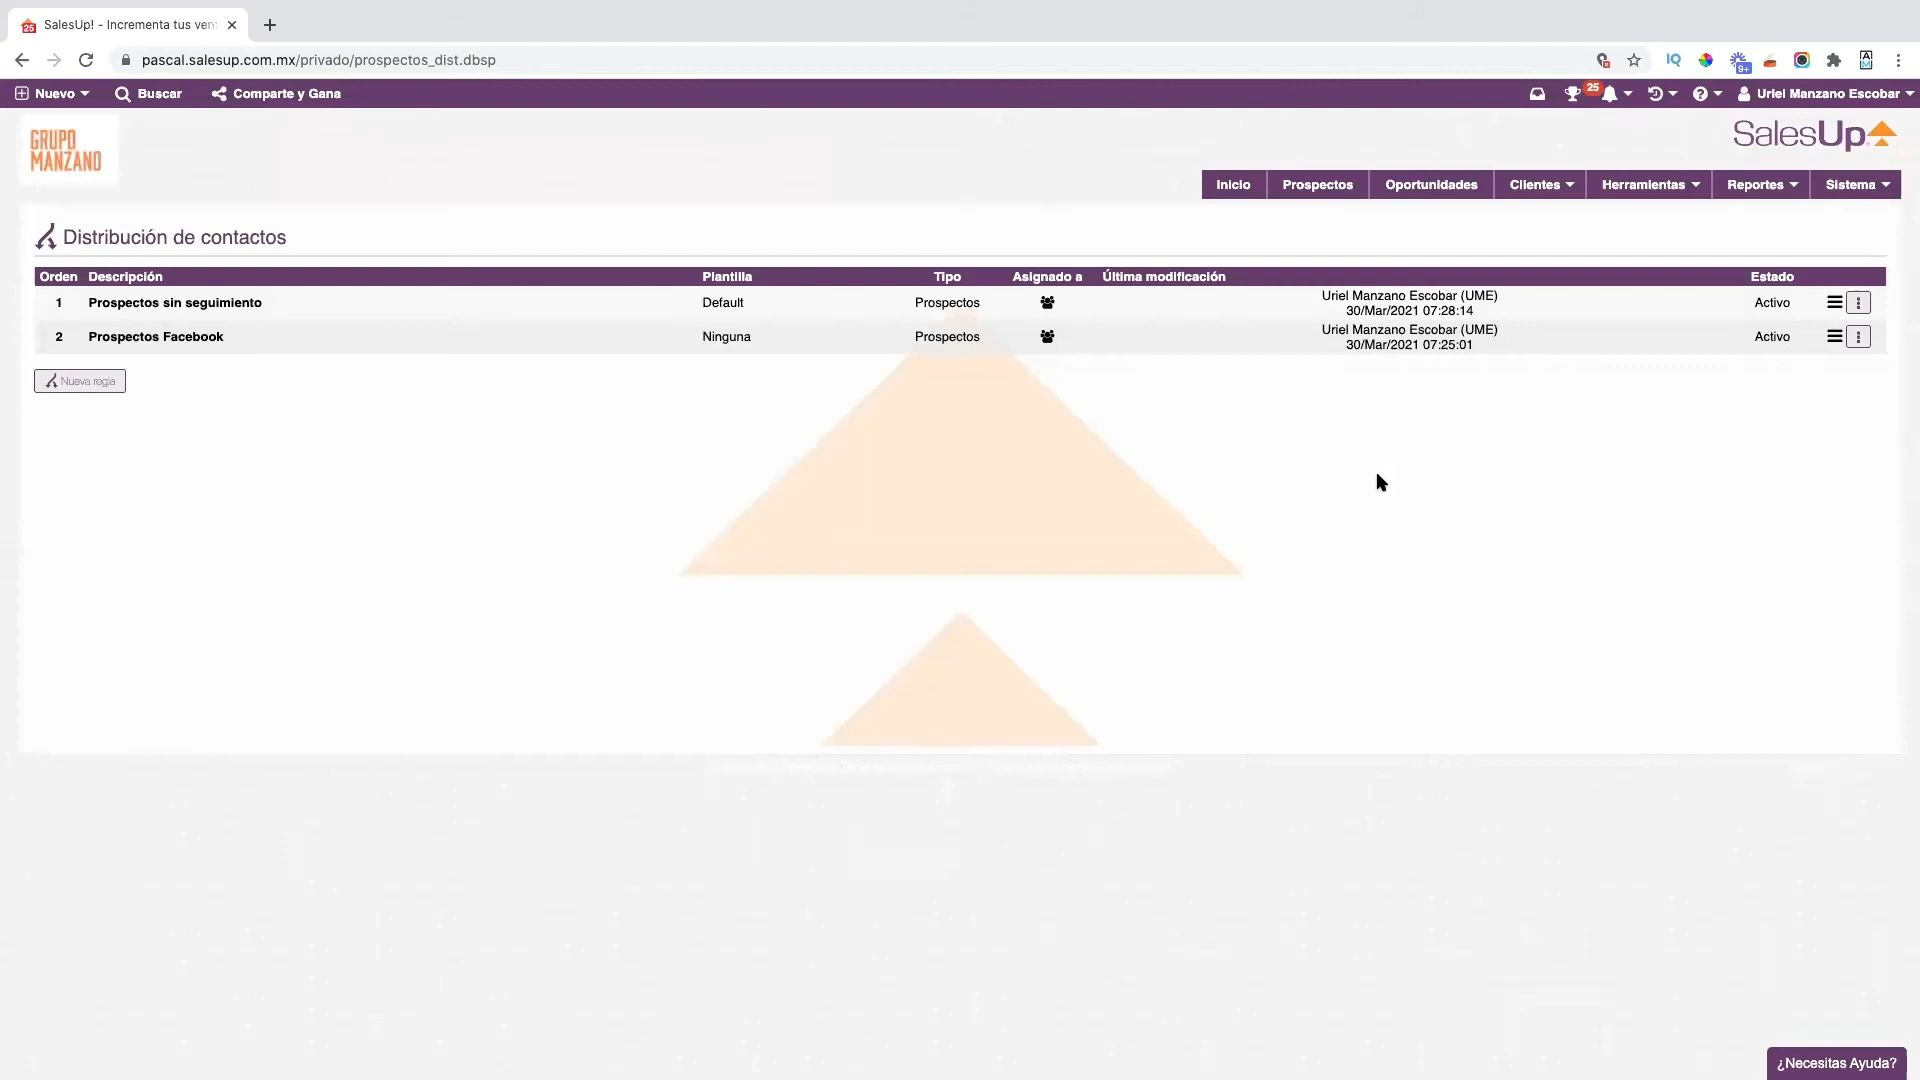 SalesUp! - Incrementa tus ven
pascal.salesup.com.mx/privado/prospectos_dist.dbsp
IQ
9+
Nuevo
Buscar
Comparte y Gana
25
Uriel Manzano Escobar
GRUPO
MANZANO
SalesUp
Inicio
Prospectos
Oportunidades
Clientes
Herramientas
Reportes
Sistema
Distribución de contactos
Orden Descripción Plantilla Tipo Asignado a Última modificación Estado
1 Prospectos sin seguimiento Default Prospectos Uriel Manzano Escobar (UME) Activo
30/Mar/2021 07:28:14
2 Prospectos Facebook Ninguna Prospectos Uriel Manzano Escobar (UME) Activo
30/Mar/2021 07:25:01
Nueva regla
¿Necesitas Ayuda?